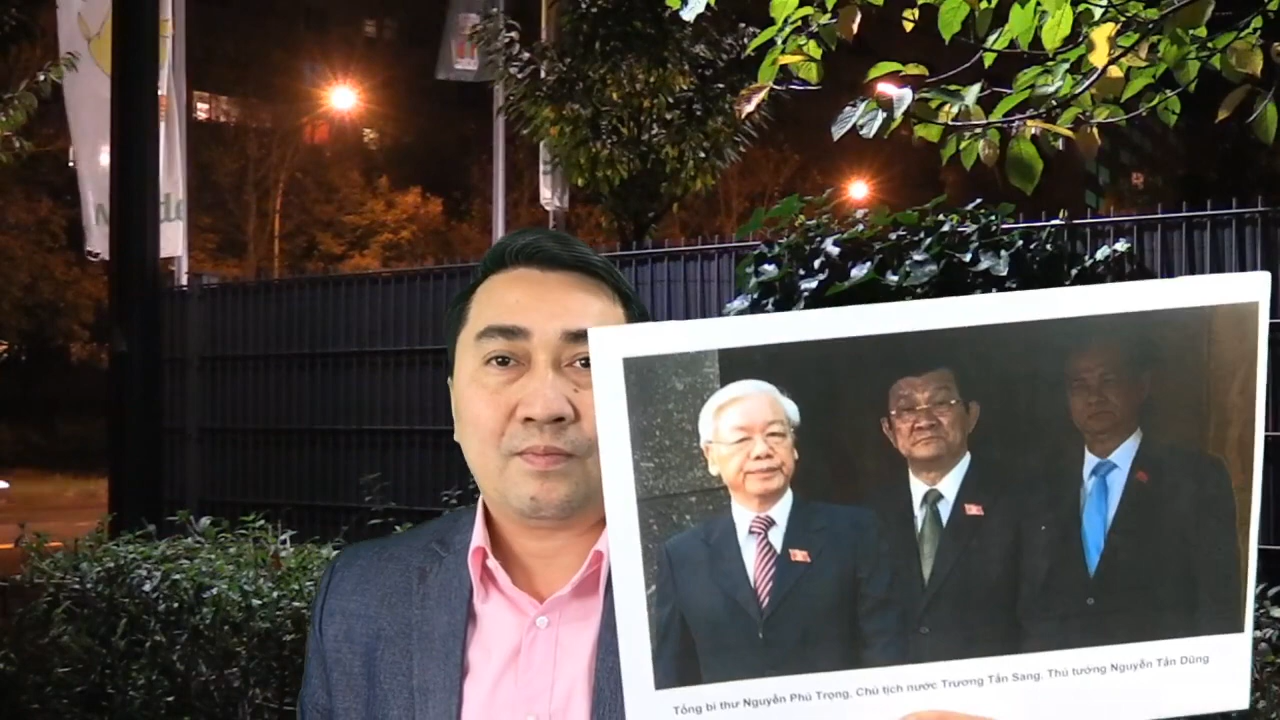 Tổng bí thư Nguyễn Phú Trọng. Chủ tịch nước Trương Tấn Sang. Thủ tướng Nguyễn Tấn Dũng